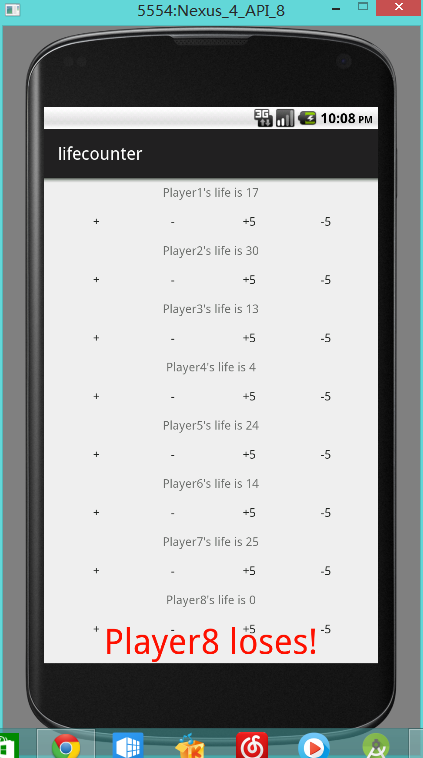 5554:Nexus_4_API_8
3G 10:08 PM
lifecounter
Player1's life is 17
+ - +5 -5
Player2's life is 30
+ - +5 -5
Player3's life is 13
+ - +5 -5
Player4's life is 4
+ - +5 -5
Player5's life is 24
+ - +5 -5
Player6's life is 14
+ - +5 -5
Player7's life is 25
+ - +5 -5
Player8's life is 0
+ - +5 -5
Player8 loses!